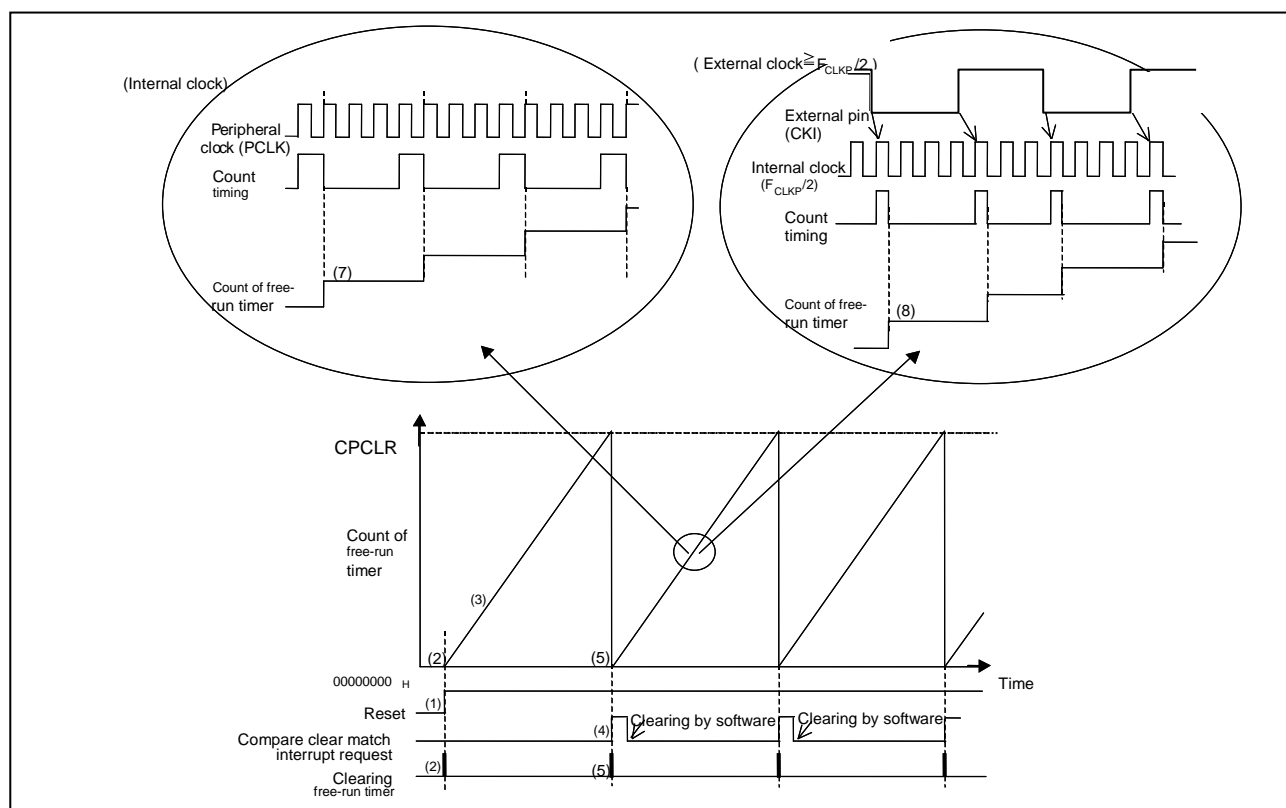 (Internal clock)
Peripheral
clock (PCLK)
Count
timing
(7)
Count of free-
run timer
( External clock≧F CLKP/2 )
External pin
(CKI)
Internal clock
(F CLKP/2)
Count
timing
(8)
Count of free-
run timer
CPCLR
Count of
free-run
timer
(3)
(2)
(5)
00000000 H
Time
(1)
Reset
Clearing by software
Clearing by software
(4)
Compare clear match
interrupt request
(2)
(5)
Clearing
free-run timer